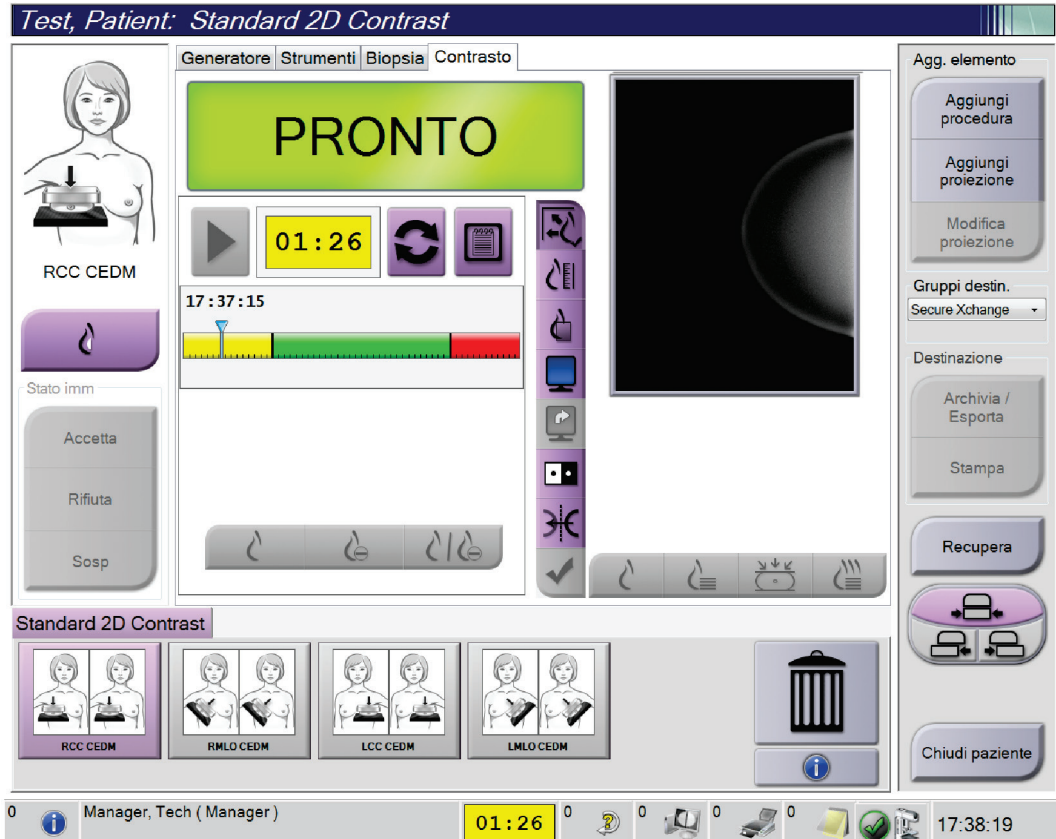 Test, Patient: Standard 2D Contrast
Generatore
Strumenti
Biopsia
Contrasto
RCC CEDM
Stato imm
Accetta
Rifiuta
Sosp
PRONTO
01:26
9999
17:37:15
Agg. elemento
Aggiungi
procedura
Aggiungi
proiezione
Modifica
proiezione
Gruppi destin.
Secure Xchange
Destinazione
Archivia /
Esporta
Stampa
Recupera
Chiudi paziente
Standard 2D Contrast
RCC CEDM
RMLO CEDM
LCC CEDM
LMLO CEDM
0
Manager, Tech ( Manager )
01:26
0
0
0
0
17:38:19